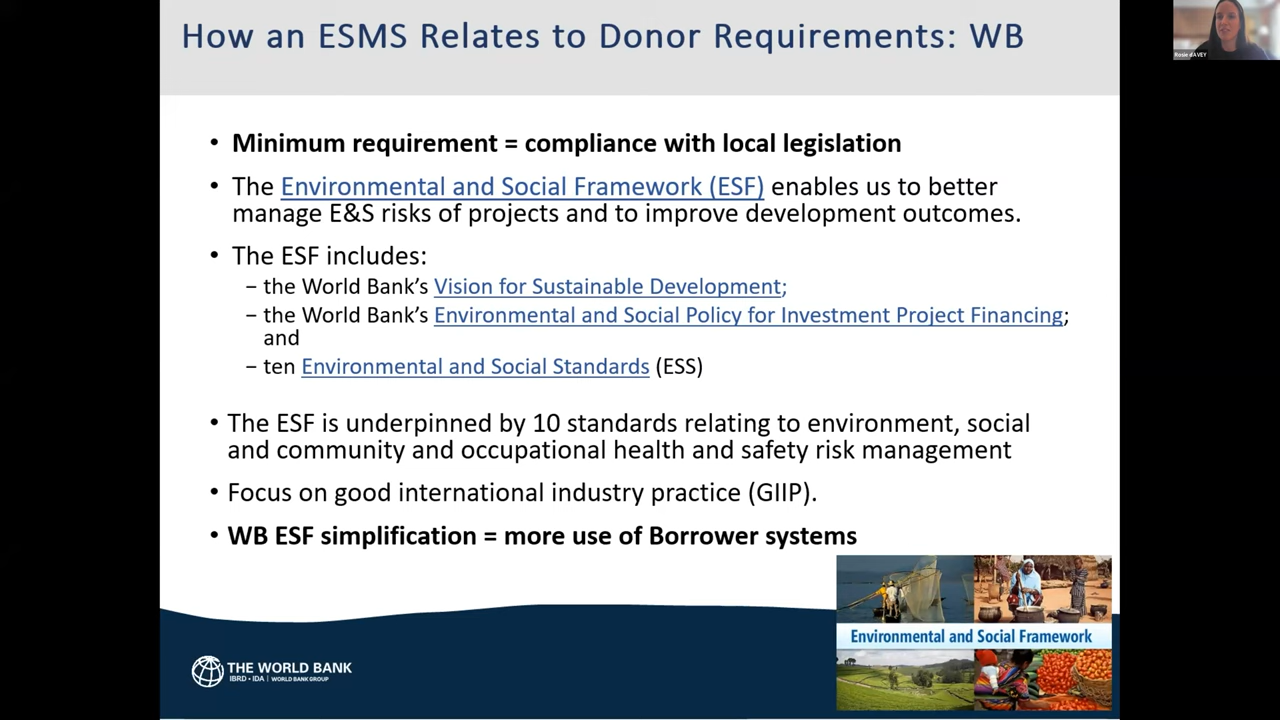 How an ESMS Relates to Donor Requirements: WB
Rosie dAVEY
• Minimum requirement = compliance with local legislation
• The Environmental and Social Framework (ESF) enables us to better
manage E&S risks of projects and to improve development outcomes.
• The ESF includes:
− the World Bank’s Vision for Sustainable Development;
− the World Bank’s Environmental and Social Policy for Investment Project Financing;
and
− ten Environmental and Social Standards (ESS)
• The ESF is underpinned by 10 standards relating to environment, social
and community and occupational health and safety risk management
• Focus on good international industry practice (GIIP).
• WB ESF simplification = more use of Borrower systems
Environmental and Social Framework
THE WORLD BANK
IBRD • IDA | WORLD BANK GROUP